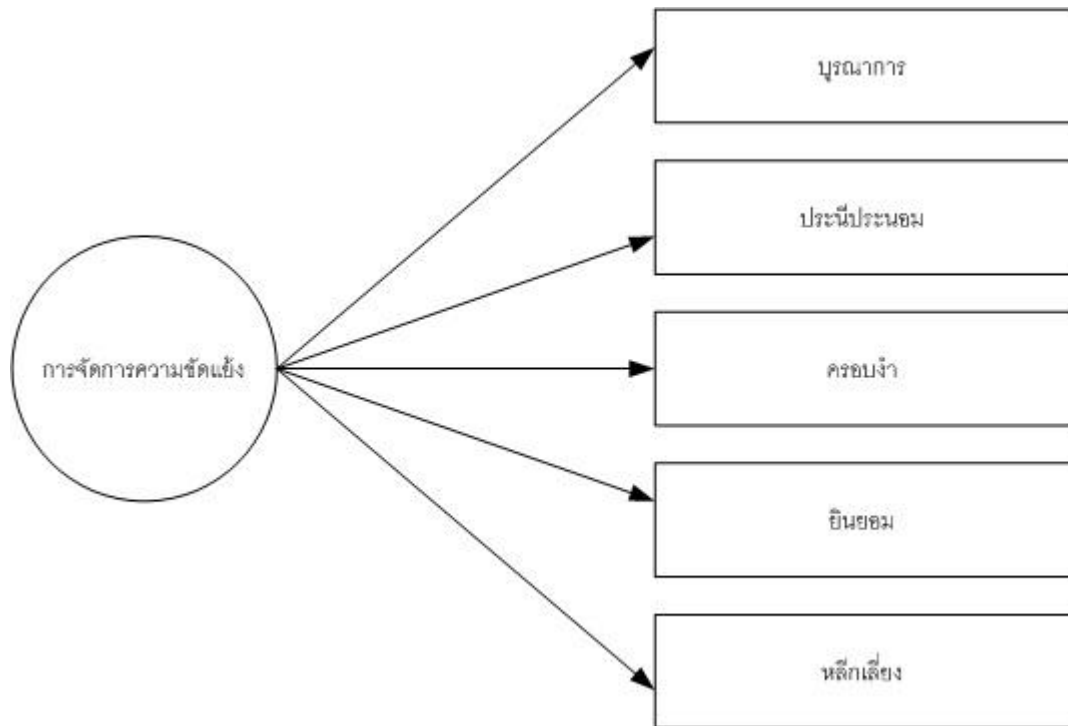 บูรณาการ
ประนีประนอม
การจัดการความขัดแย้ง
ครอบงำ
ยินยอม
หลีกเลี่ยง